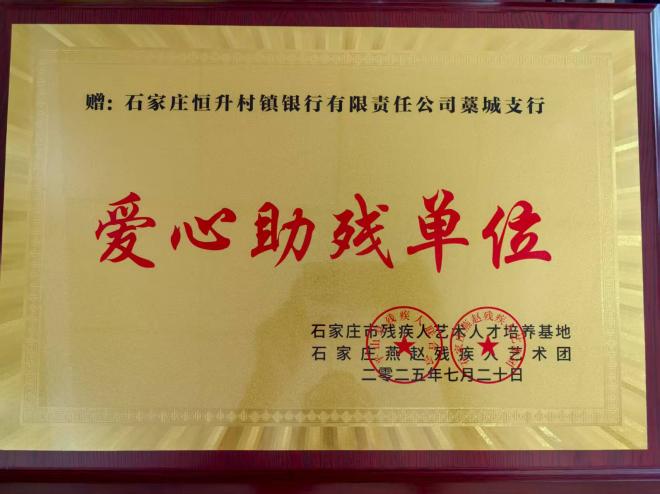 赠: 石家庄恒升村镇银行有限责任公司藁城支行
爱心助残单位
石家庄市残疾人艺术人才培养基地
石家庄燕赵残疾人艺术团
二零二五年七月二十日